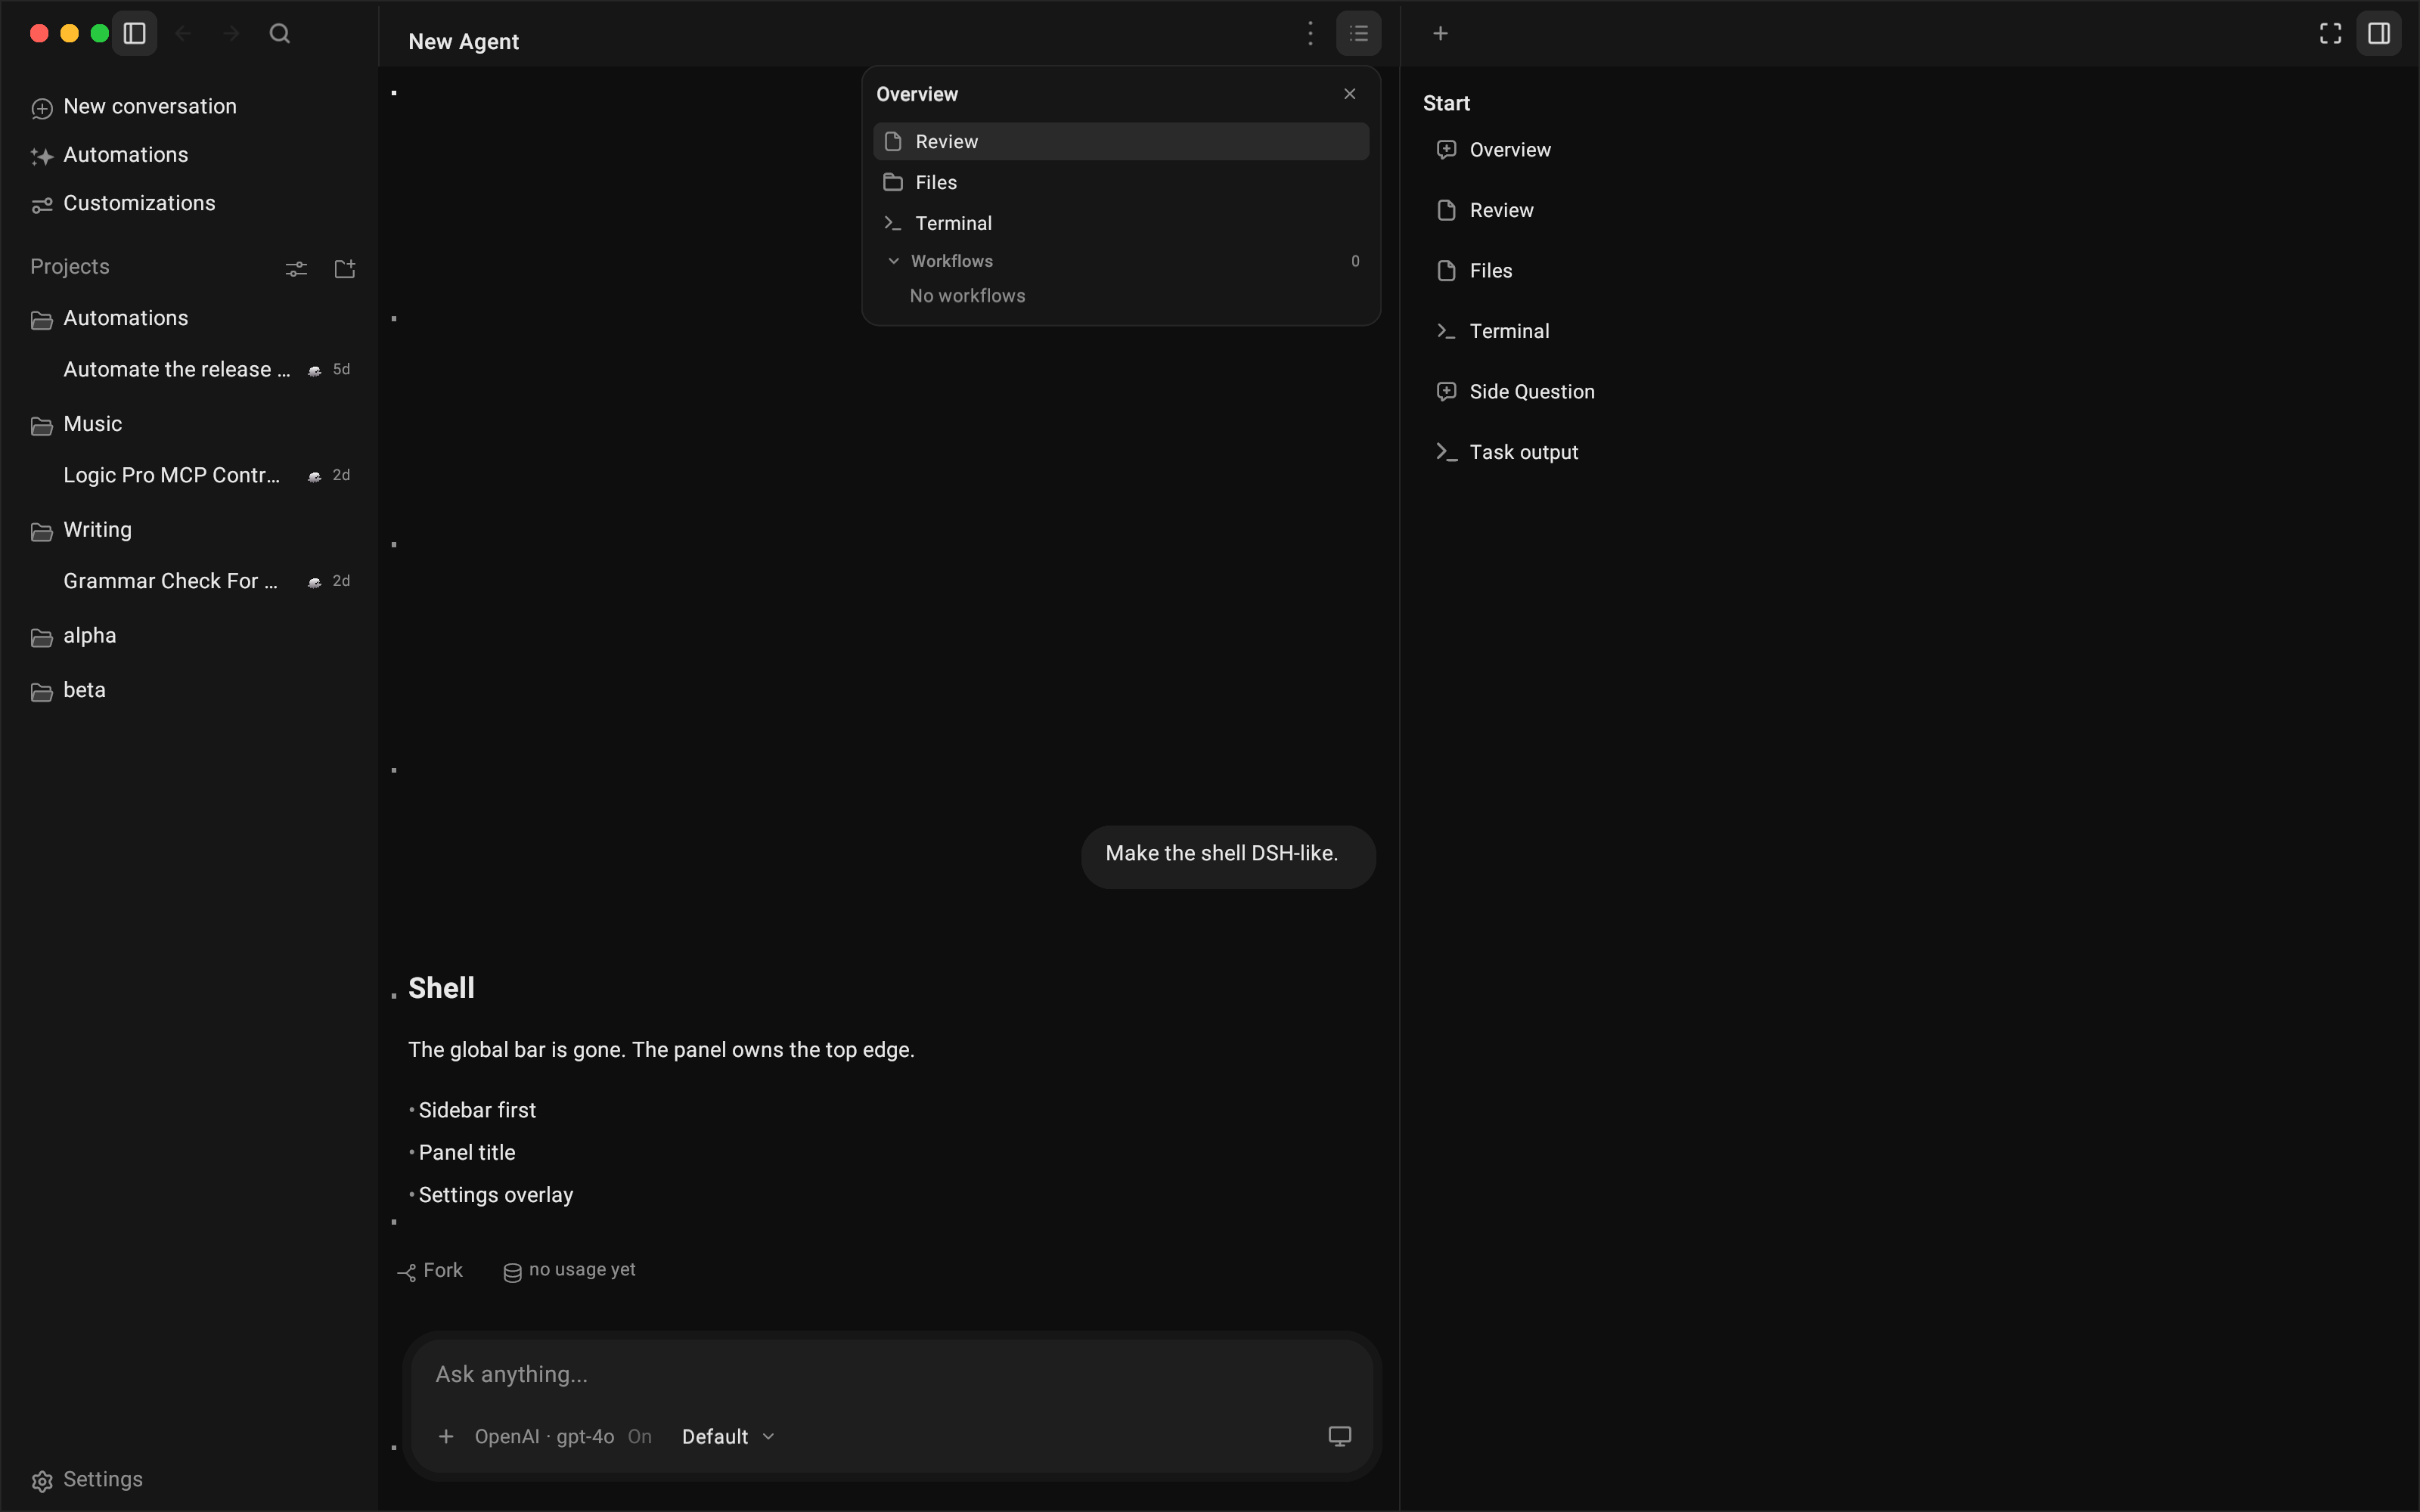 New conversation
Automations
Customizations
Projects
Automations
Automate the release ... 5d
Music
Logic Pro MCP Contr... 2d
Writing
Grammar Check For ... 2d
alpha
beta
Settings
New Agent
Overview
Review
Files
Terminal
Workflows 0
No workflows
Make the shell DSH-like.
Shell
The global bar is gone. The panel owns the top edge.
• Sidebar first
• Panel title
• Settings overlay
Fork no usage yet
Ask anything...
OpenAI · gpt-4o On Default
Start
Overview
Review
Files
Terminal
Side Question
Task output